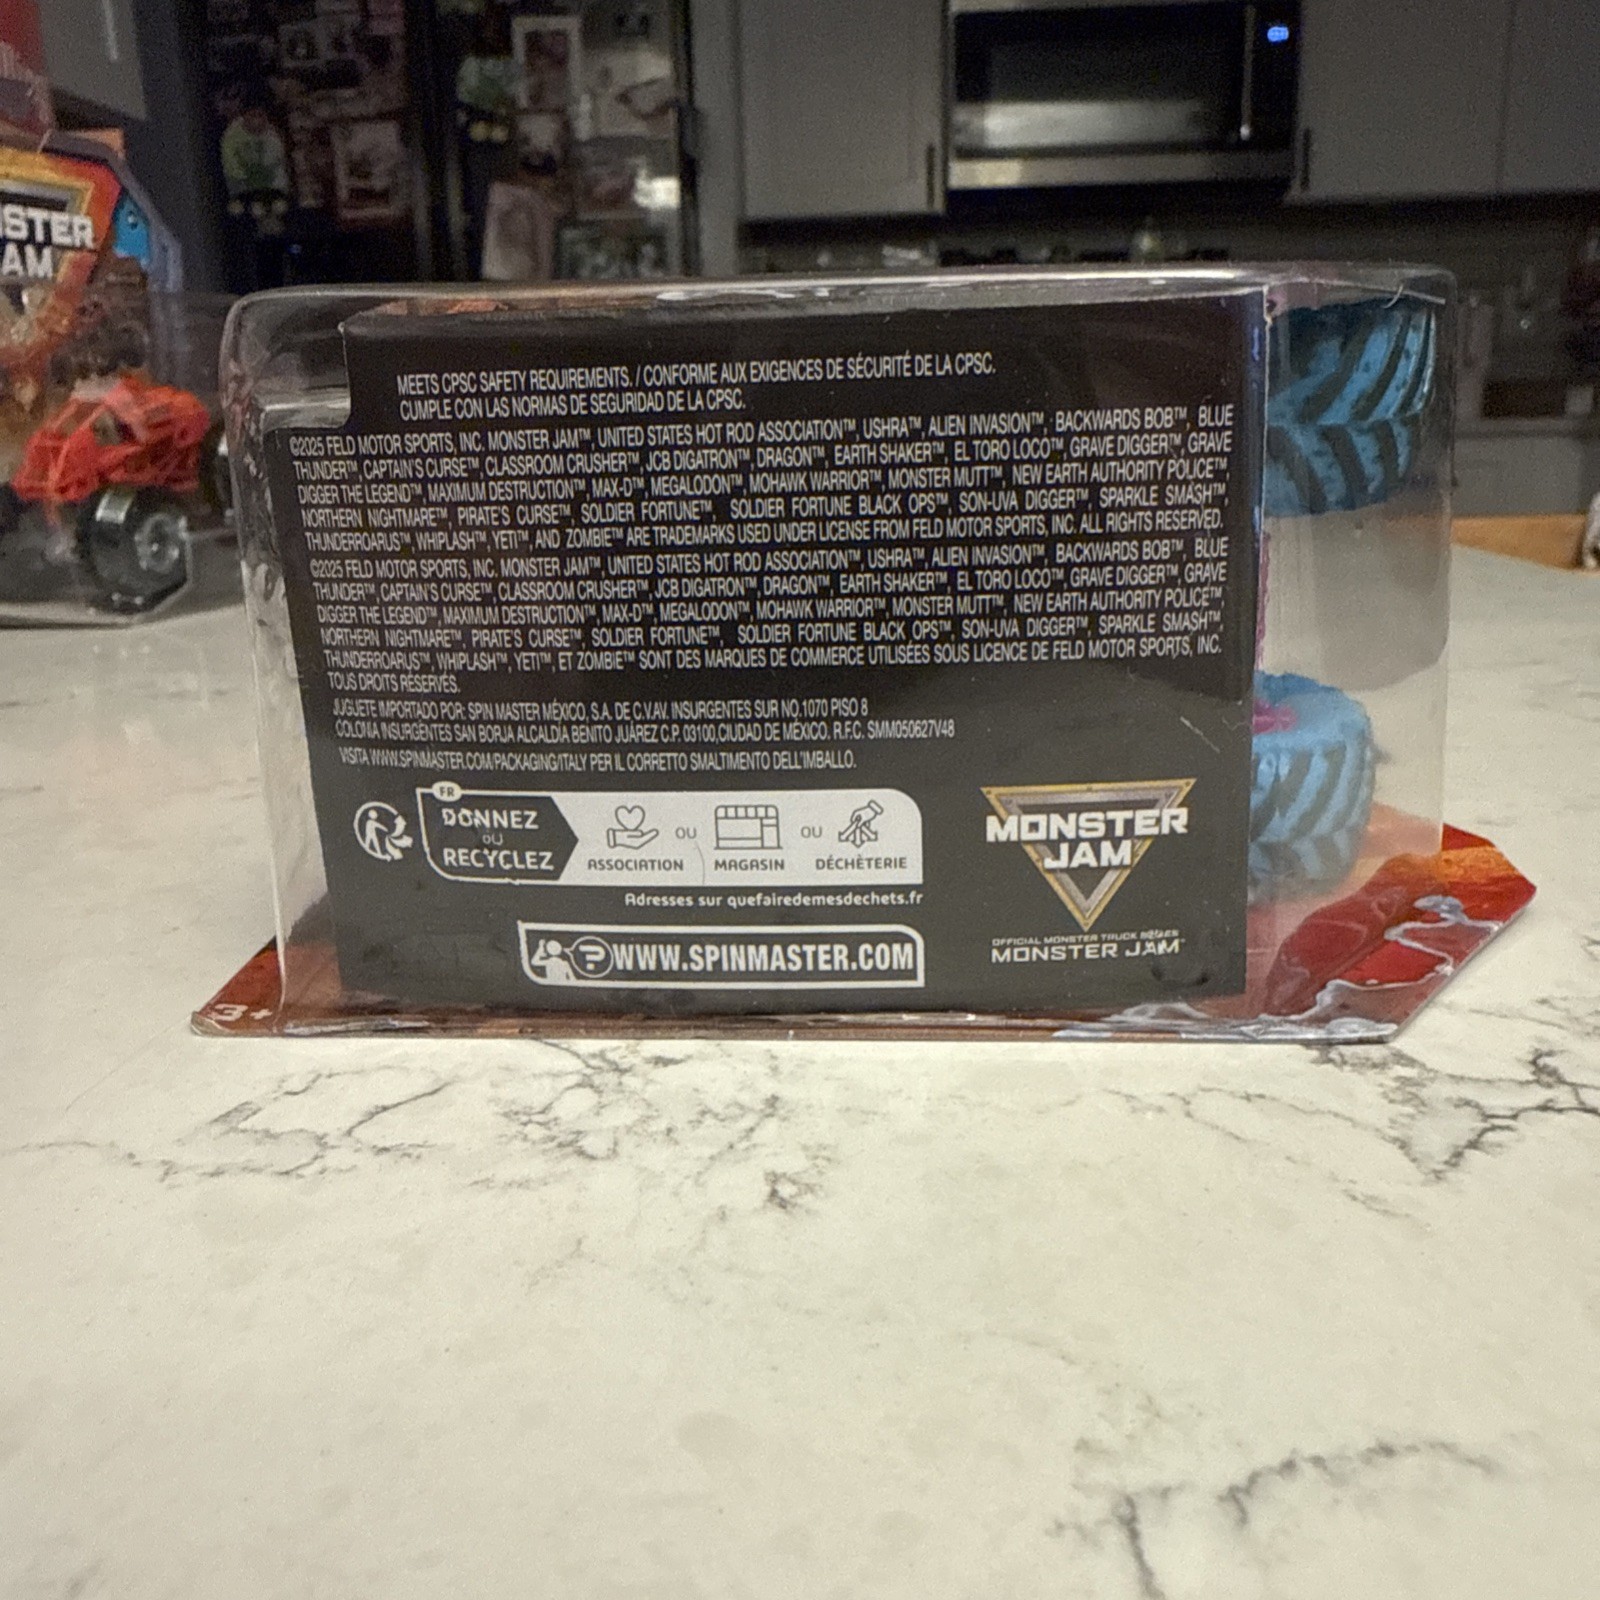 MEETS CPSC SAFETY REQUIREMENTS. / CONFORME AUX EXIGENCES DE SÉCURITÉ DE LA CPSC.
CUMPLE CON LAS NORMAS DE SEGURIDAD DE LA CPSC.
©2025 FELD MOTOR SPORTS, INC. MONSTER JAM™, UNITED STATES HOT ROD ASSOCIATION™, USHRA™, ALIEN INVASION™, BACKWARDS BOB™, BLUE
THUNDER™, CAPTAIN'S CURSE™, CLASSROOM CRUSHER™, JCB DIGATRON™, DRAGON™, EARTH SHAKER™, EL TORO LOCO™, GRAVE DIGGER™, GRAVE
DIGGER THE LEGEND™, MAXIMUM DESTRUCTION™, MAX-D™, MEGALODON™, MOHAWK WARRIOR™, MONSTER MUTT™, NEW EARTH AUTHORITY POLICE™,
NORTHERN NIGHTMARE™, PIRATE'S CURSE™, SOLDIER FORTUNE™, SOLDIER FORTUNE BLACK OPS™, SON-UVA DIGGER™, SPARKLE SMASH™,
THUNDERROARUS™, WHIPLASH™, YETI™, AND ZOMBIE™ ARE TRADEMARKS USED UNDER LICENSE FROM FELD MOTOR SPORTS, INC. ALL RIGHTS RESERVED.
©2025 FELD MOTOR SPORTS, INC. MONSTER JAM™, UNITED STATES HOT ROD ASSOCIATION™, USHRA™, ALIEN INVASION™, BACKWARDS BOB™, BLUE
THUNDER™, CAPTAIN'S CURSE™, CLASSROOM CRUSHER™, JCB DIGATRON™, DRAGON™, EARTH SHAKER™, EL TORO LOCO™, GRAVE DIGGER™, GRAVE
DIGGER THE LEGEND™, MAXIMUM DESTRUCTION™, MAX-D™, MEGALODON™, MOHAWK WARRIOR™, MONSTER MUTT™, NEW EARTH AUTHORITY POLICE™,
NORTHERN NIGHTMARE™, PIRATE'S CURSE™, SOLDIER FORTUNE™, SOLDIER FORTUNE BLACK OPS™, SON-UVA DIGGER™, SPARKLE SMASH™,
THUNDERROARUS™, WHIPLASH™, YETI™, ET ZOMBIE™ SONT DES MARQUES DE COMMERCE UTILISÉES SOUS LICENCE DE FELD MOTOR SPORTS, INC.
TOUS DROITS RÉSERVÉS.
JUGUETE IMPORTADO POR: SPIN MASTER MÉXICO, S.A. DE C.V.AV. INSURGENTES SUR NO.1070 PISO 8
COLONIA INSURGENTES SAN BORJA ALCALDÍA BENITO JUÁREZ C.P. 03100,CIUDAD DE MÉXICO. R.F.C. SMM050627V48
VISITA WWW.SPINMASTER.COM/PACKAGING/ITALY PER IL CORRETTO SMALTIMENTO DELL'IMBALLO.
FR
DONNEZ
OU
RECYCLEZ
ASSOCIATION OU MAGASIN OU DÉCHÈTERIE
Adresses sur quefairedemesdechets.fr
WWW.SPINMASTER.COM
MONSTER
JAM
OFFICIAL MONSTER TRUCK SERIES
MONSTER JAM
3+
STER
AM